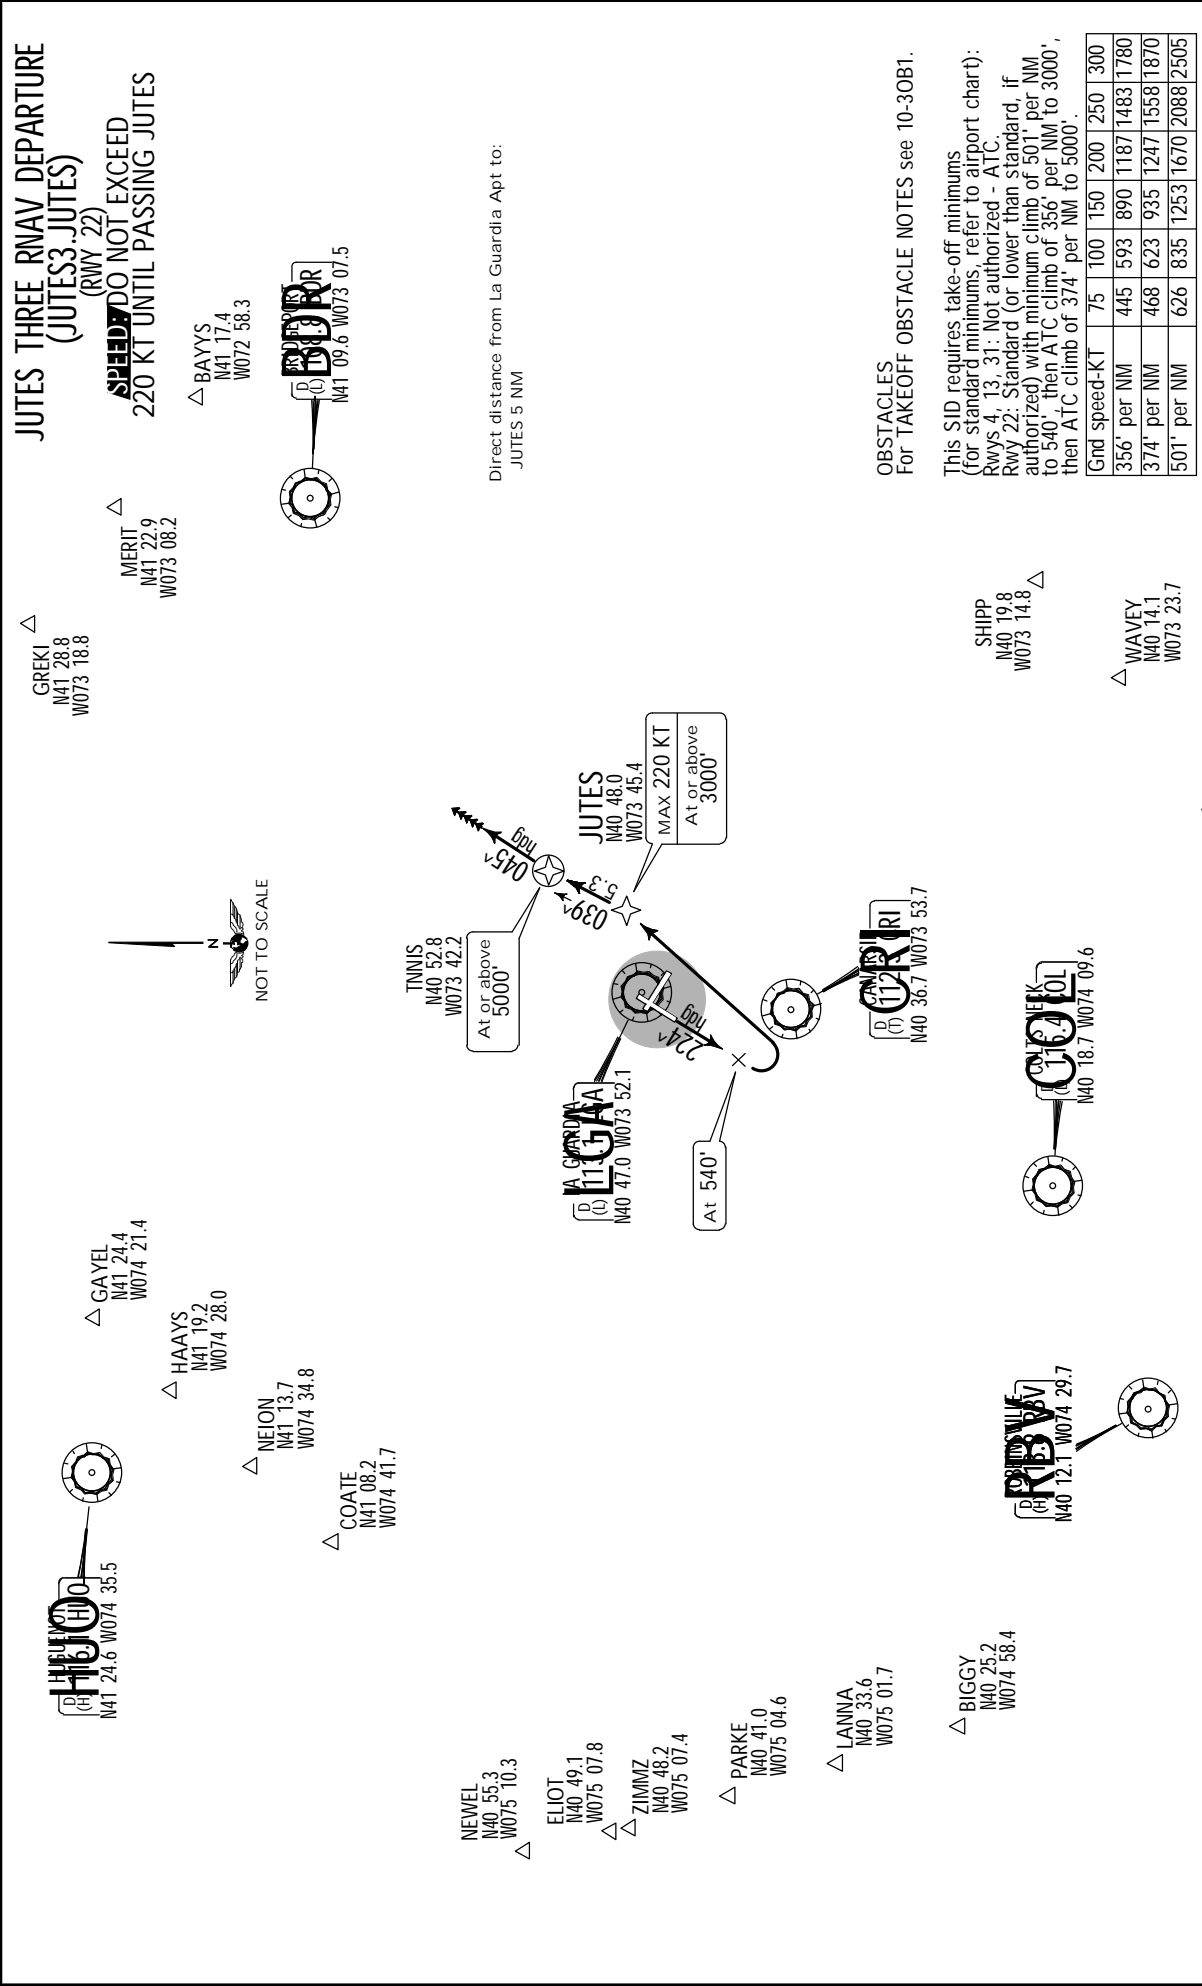 JUTES THREE RNAV DEPARTURE
(JUTES3.JUTES)
(RWY 22)
SPEED: DO NOT EXCEED
220 KT UNTIL PASSING JUTES
GREKI
N41 28.8
W073 18.8
MERIT
N41 22.9
W073 08.2
BAYYS
N41 17.4
W072 58.3
D
(L)
BDR
N41 09.6 W073 07.5
Direct distance from La Guardia Apt to:
JUTES 5 NM
N
NOT TO SCALE
HUGUENOT
D
(H)
HUO
N41 24.6 W074 35.5
GAYEL
N41 24.4
W074 21.4
HAAYS
N41 19.2
W074 28.0
NEION
N41 13.7
W074 34.8
COATE
N41 08.2
W074 41.7
NEWEL
N40 55.3
W075 10.3
ELIOT
N40 49.1
W075 07.8
ZIMMZ
N40 48.2
W075 07.4
PARKE
N40 41.0
W075 04.6
LANNA
N40 33.6
W075 01.7
BIGGY
N40 25.2
W074 58.4
TNNIS
N40 52.8
W073 42.2
At or above
5000'
045^
hdg
039^
5.3
JUTES
N40 48.0
W073 45.4
MAX 220 KT
At or above
3000'
LA GUARDIA
D
(L)
LGA
N40 47.0 W073 52.1
224^
hdg
At 540'
D
(T)
CRI
N40 36.7 W073 53.7
COLTS NECK
COL
N40 18.7 W074 09.6
D
(H)
RBV
N40 12.1 W074 29.7
SHIPP
N40 19.8
W073 14.8
WAVEY
N40 14.1
W073 23.7
OBSTACLES
For TAKEOFF OBSTACLE NOTES see 10-3OB1.
This SID requires take-off minimums
(for standard minimums, refer to airport chart):
Rwys 4, 13, 31: Not authorized - ATC.
Rwy 22: Standard (or lower than standard, if
authorized) with minimum climb of 501' per NM
to 540', then ATC climb of 356' per NM to 3000',
then ATC climb of 374' per NM to 5000'.
Gnd speed-KT 75 100 150 200 250 300
356' per NM 445 593 890 1187 1483 1780
374' per NM 468 623 935 1247 1558 1870
501' per NM 626 835 1253 1670 2088 2505